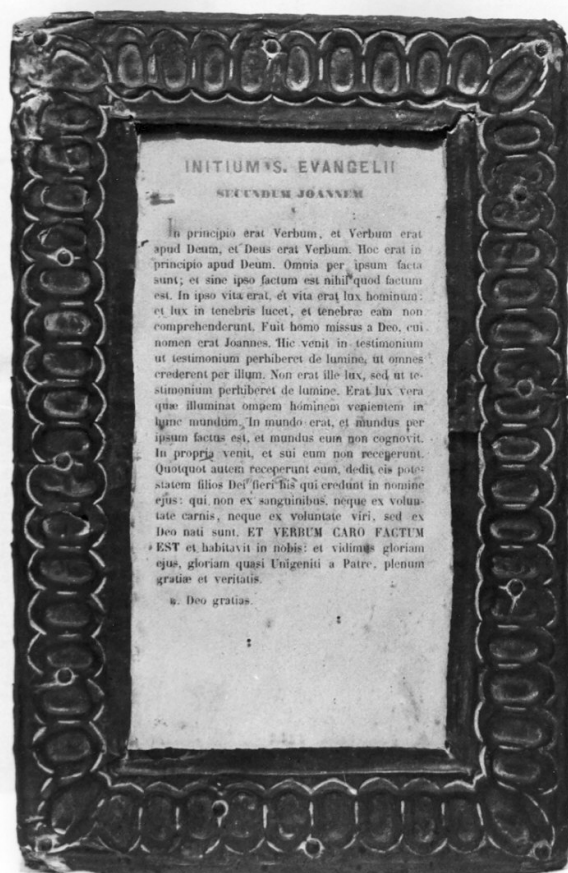 INITIUM S. EVANGELII
SECUNDUM JOANNEM
In principio erat Verbum, et Verbum erat
apud Deum, et Deus erat Verbum. Hoc erat in
principio apud Deum. Omnia per ipsum facta
sunt; et sine ipso factum est nihil quod factum
est. In ipso vita erat, et vita erat lux hominum:
et lux in tenebris lucet, et tenebræ eam non
comprehenderunt. Fuit homo missus a Deo, cui
nomen erat Joannes. Hic venit in testimonium
ut testimonium perhiberet de lumine, ut omnes
crederent per illum. Non erat ille lux, sed ut te-
stimonium perhiberet de lumine. Erat lux vera
quæ illuminat omnem hominem venientem in
hunc mundum. In mundo erat, et mundus per
ipsum factus est, et mundus eum non cognovit.
In propria venit, et sui eum non receperunt.
Quotquot autem receperunt eum, dedit eis pote-
statem filios Dei fieri his qui credunt in nomine
ejus: qui non ex sanguinibus, neque ex volun-
tate carnis, neque ex voluntate viri, sed ex
Deo nati sunt. ET VERBUM CARO FACTUM
EST et habitavit in nobis: et vidimus gloriam
ejus, gloriam quasi Unigeniti a Patre, plenum
gratiæ et veritatis.
Deo gratias.